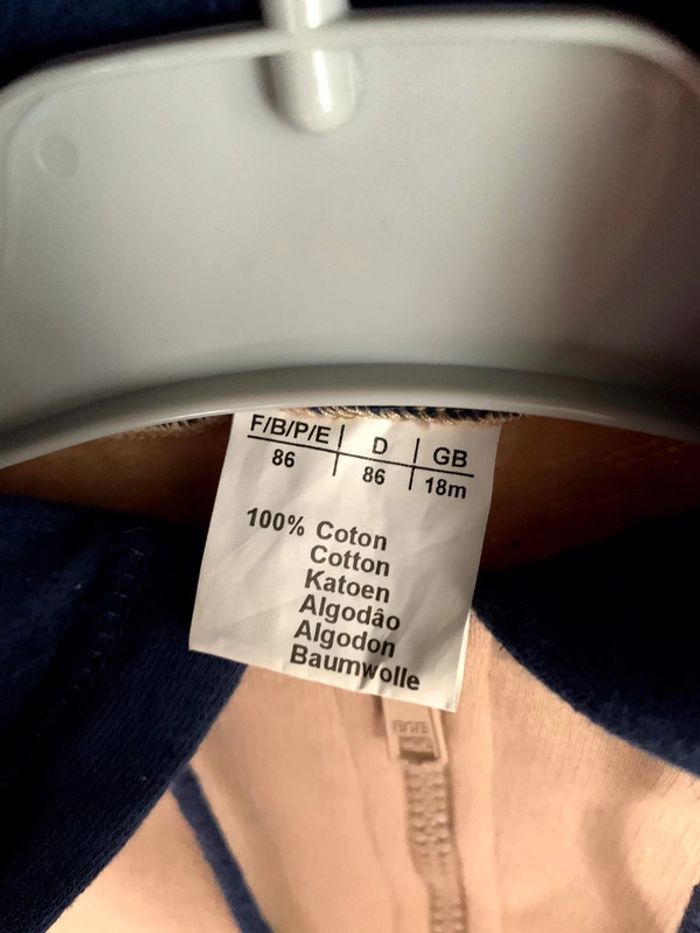 F/B/P/E | D | GB
86 | 86 | 18m
100% Coton
Cotton
Katoen
Algodâo
Algodon
Baumwolle